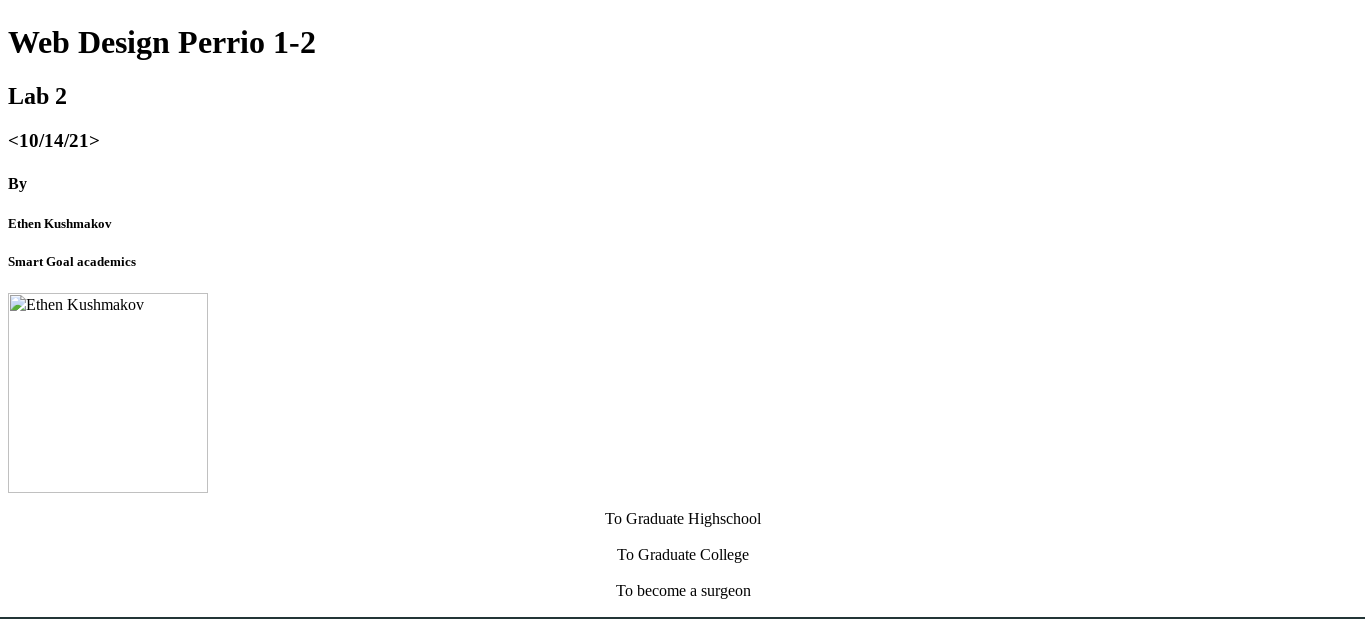 Web Design Perrio 1-2
Lab 2
<10/14/21>
By
Ethen Kushmakov
Smart Goal academics
Ethen Kushmakov
To Graduate Highschool
To Graduate College
To become a surgeon